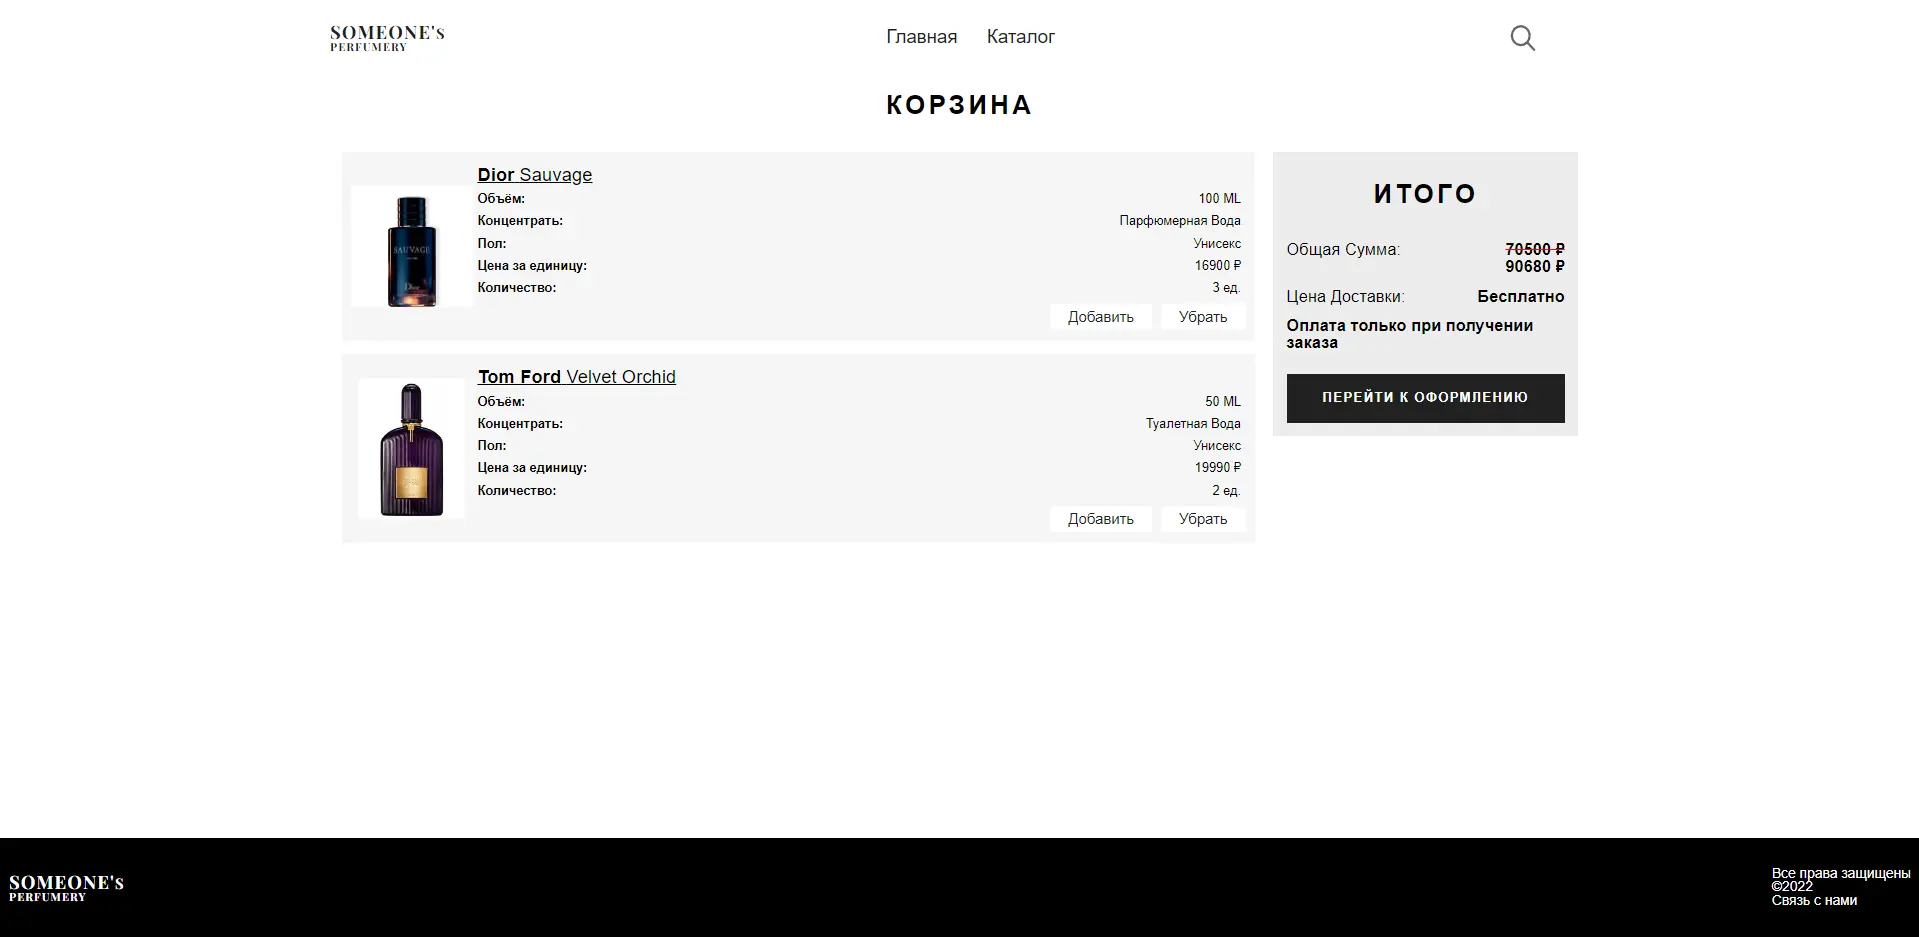 SOMEONE's
PERFUMERY
Главная Каталог
КОРЗИНА
Dior Sauvage
Объём: 100 ML
Концентрат: Парфюмерная Вода
Пол: Унисекс
Цена за единицу: 16900 ₽
Количество: 3 ед.
Добавить Убрать
SAUVAGE
Dior
Tom Ford Velvet Orchid
Объём: 50 ML
Концентрать: Туалетная Вода
Пол: Унисекс
Цена за единицу: 19990 ₽
Количество: 2 ед.
Добавить Убрать
ИТОГО
Общая Сумма: 70500 ₽
90680 ₽
Цена Доставки: Бесплатно
Оплата только при получении
заказа
ПЕРЕЙТИ К ОФОРМЛЕНИЮ
SOMEONE's
PERFUMERY
Все права защищены
©2022
Связь с нами